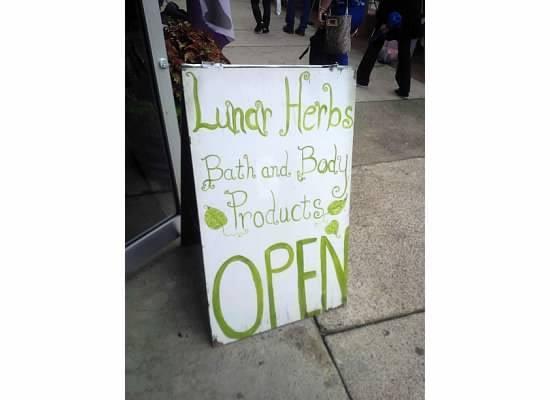 Lunar Herbs
Bath and Body
Products
OPEN